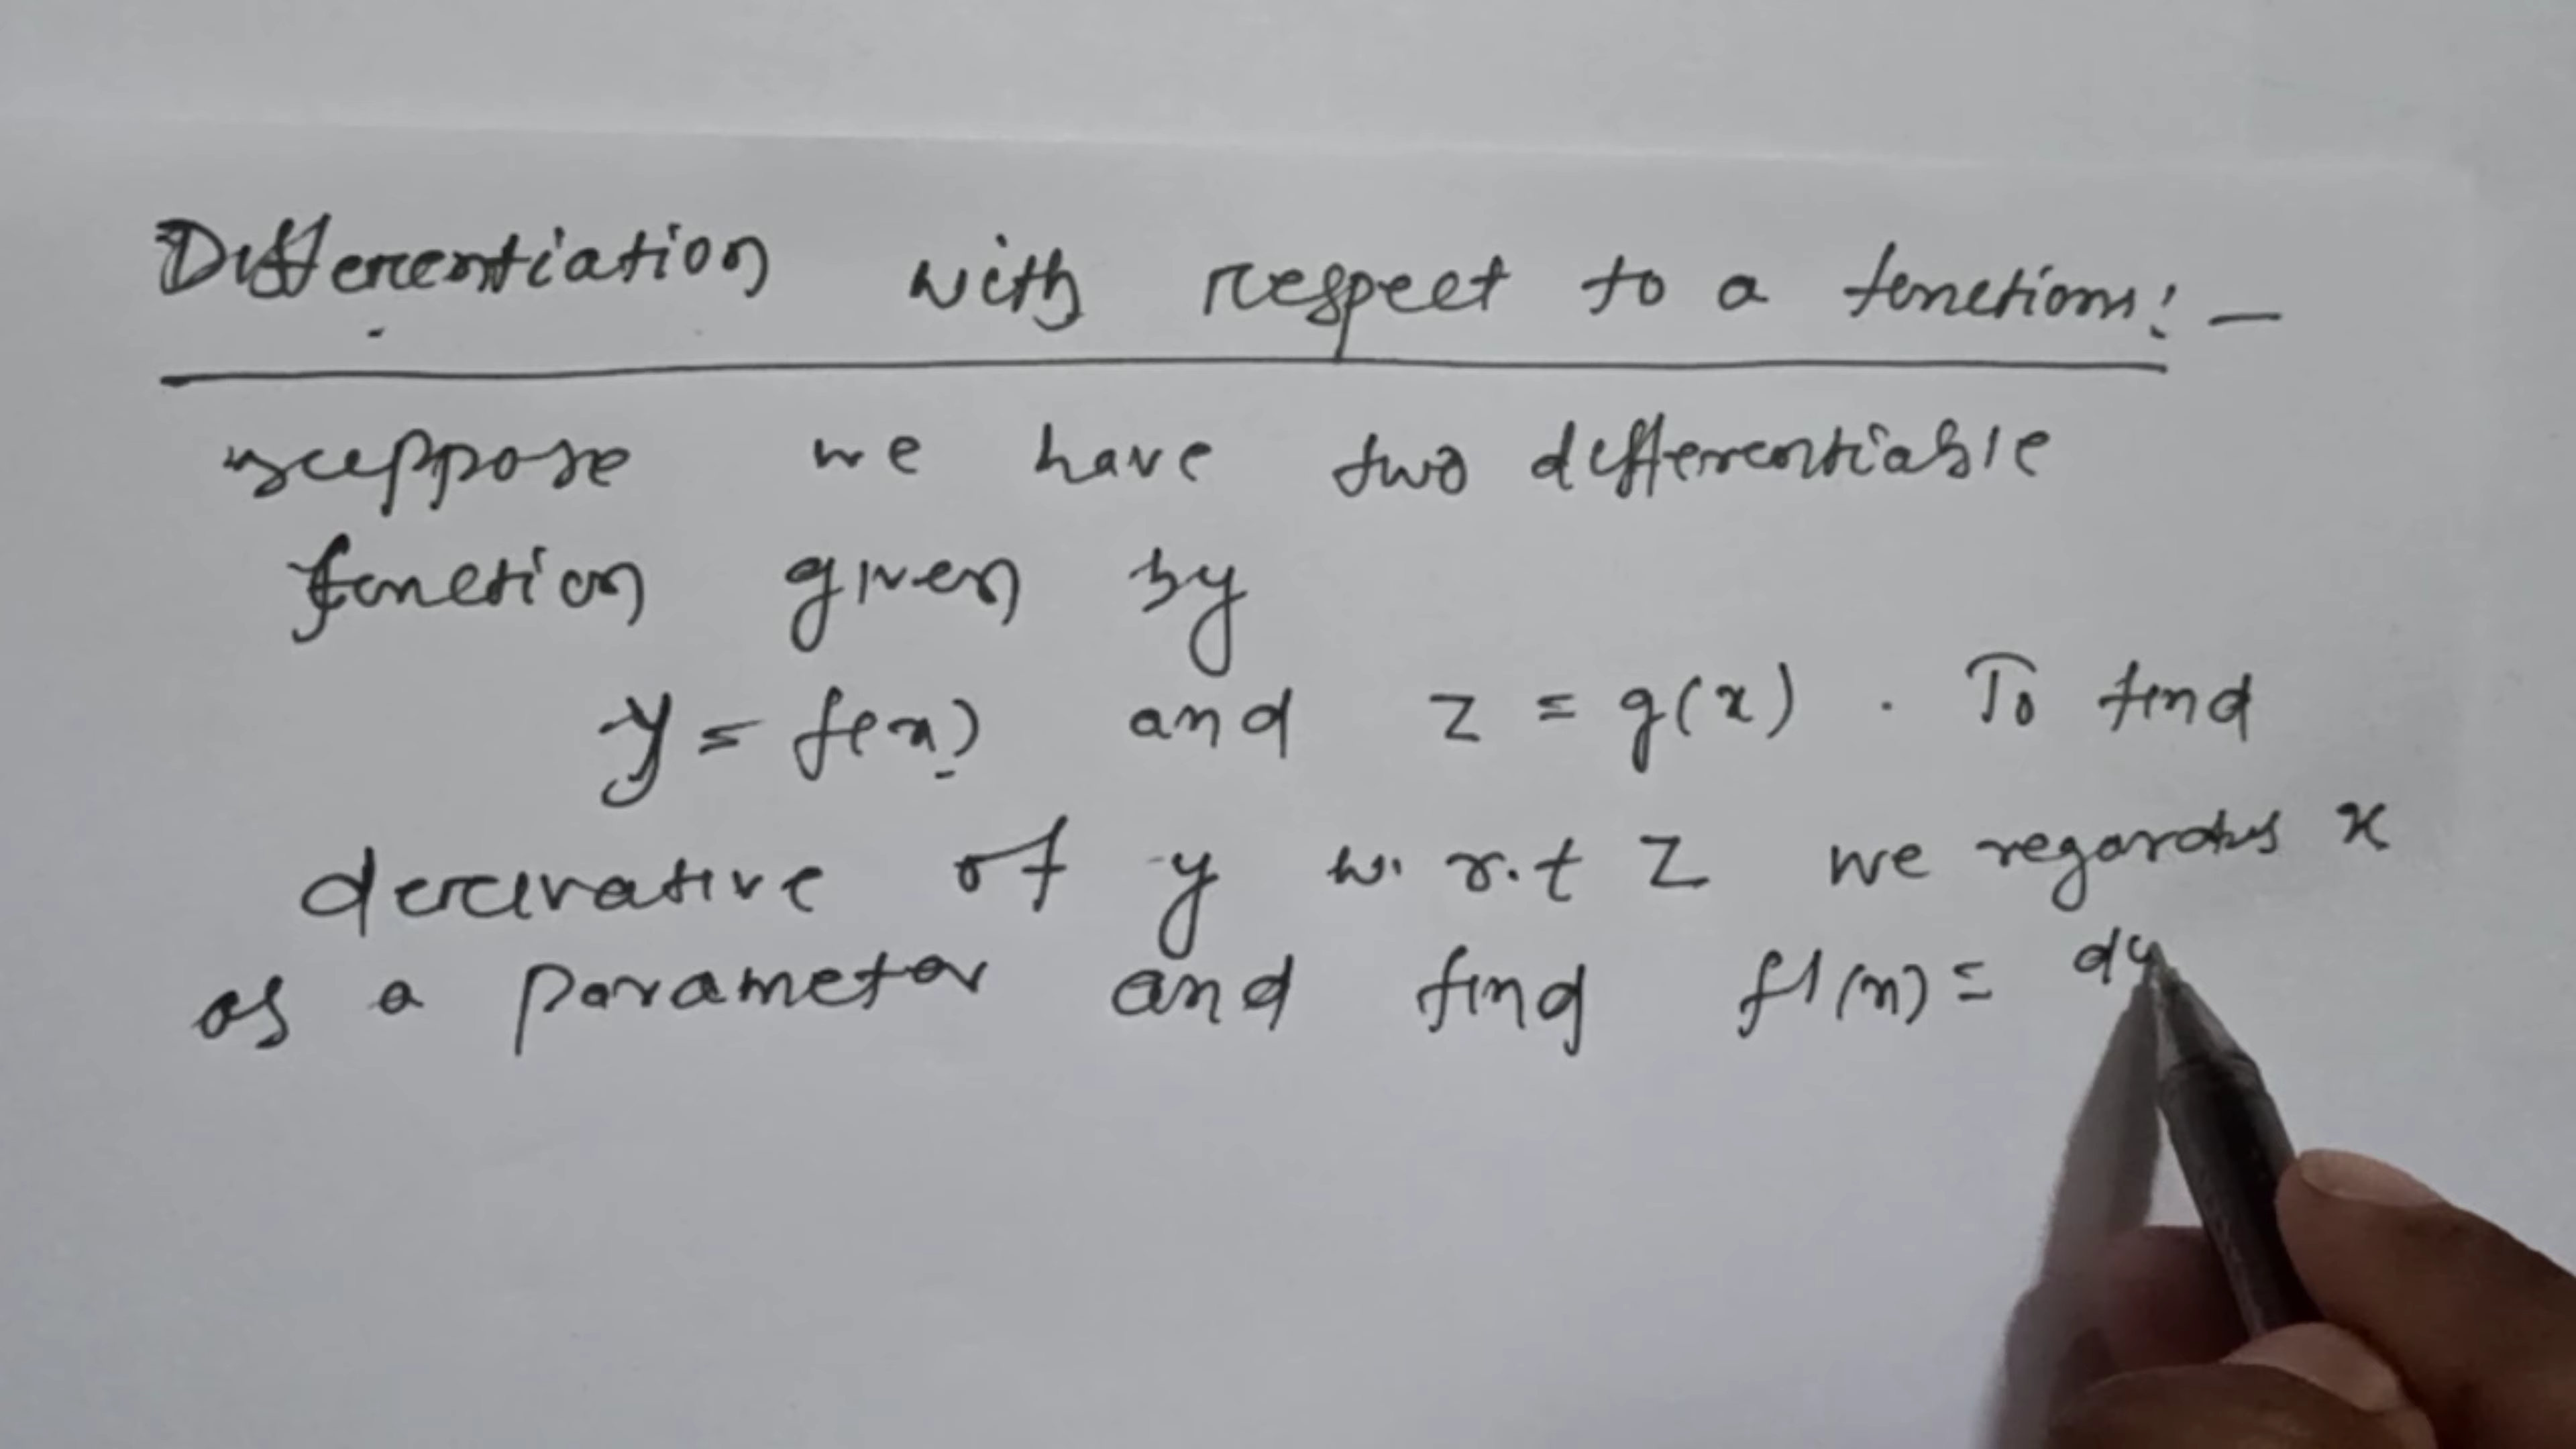 Differentiation with respect to a functions: —
suppose we have two differentiable
function given by
y = f(x) and z = g(x) . To find
derivative of y w.r.t z we regards x
as a parameter and find f'(x) = dy